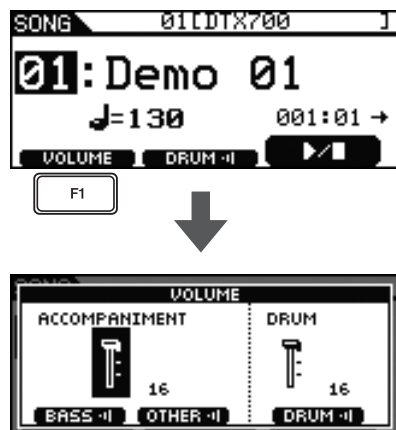 SONG 01[DTX700 ]
01:Demo 01
♩=130 001:01→
VOLUME DRUM
F1
VOLUME
ACCOMPANIMENT DRUM
16 16
BASS OTHER DRUM